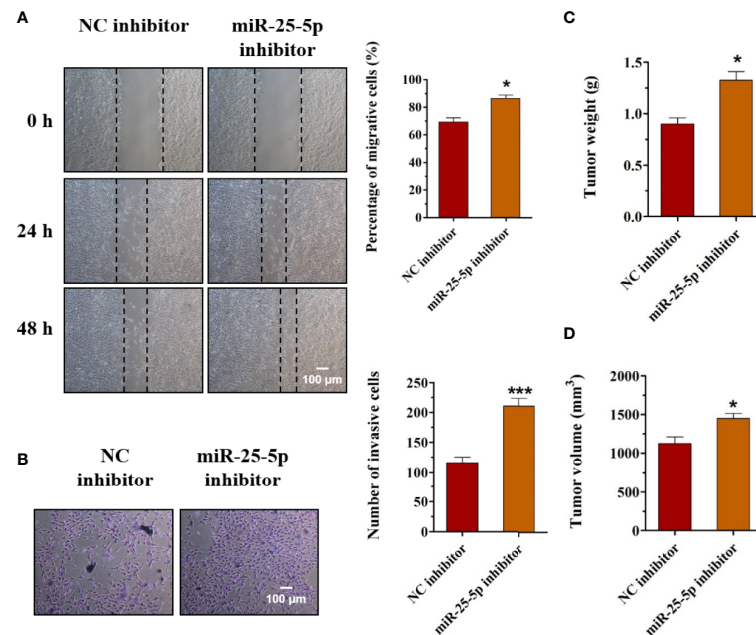 A
NC inhibitor
miR-25-5p
inhibitor
0 h
24 h
48 h
100 µm
Percentage of migrative cells (%)
100
80
60
40
20
0
*
NC inhibitor
miR-25-5p inhibitor
C
Tumor weight (g)
1.5
1.0
0.5
0.0
*
NC inhibitor
miR-25-5p inhibitor
B
NC
inhibitor
miR-25-5p
inhibitor
100 µm
Number of invasive cells
250
200
150
100
50
0
***
NC inhibitor
miR-25-5p inhibitor
D
Tumor volume (mm³)
2000
1500
1000
500
0
*
NC inhibitor
miR-25-5p inhibitor